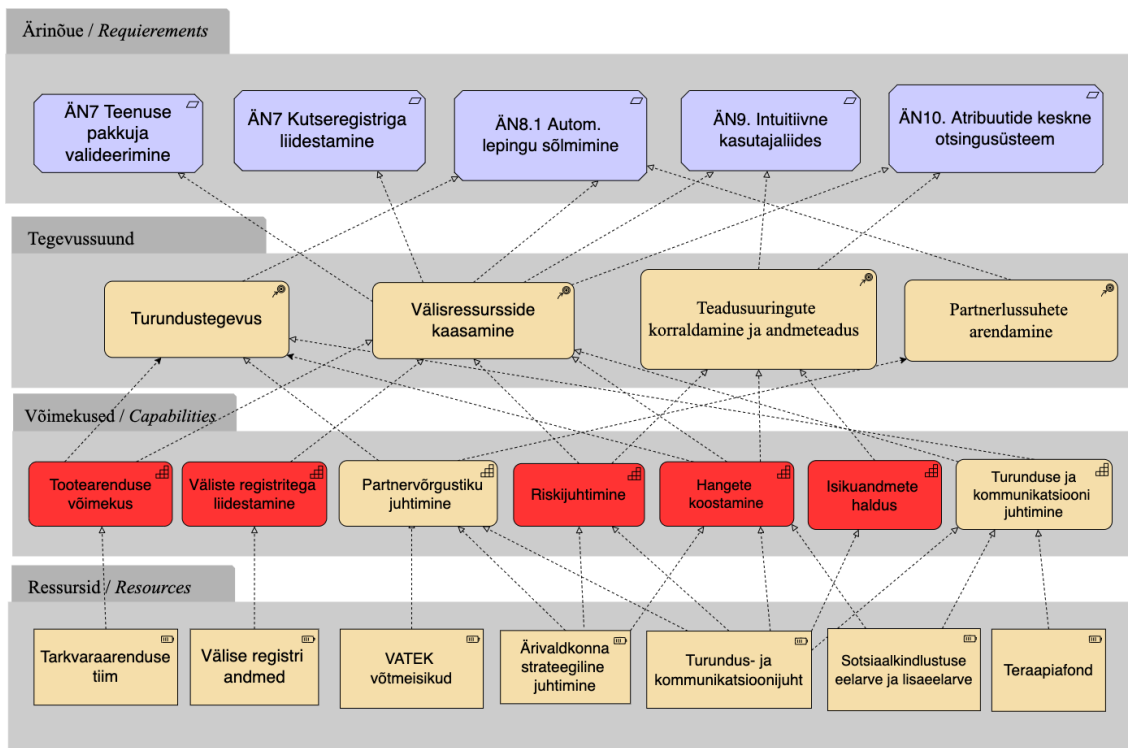 Ärinõue / Requierements
ÄN7 Teenuse
pakkuja
valideerimine
ÄN7 Kutseregistriga
liidestamine
ÄN8.1 Autom.
lepingu sõlmimine
ÄN9. Intuitiivne
kasutajaliides
ÄN10. Atribuutide keskne
otsingusüsteem
Tegevussuund
Turundustegevus
Välisressursside
kaasamine
Teadusuuringute
korraldamine ja andmeteadus
Partnerlussuhete
arendamine
Võimekused / Capabilities
Tootearenduse
võimekus
Väliste registritega
liidestamine
Partnervõrgustiku
juhtimine
Riskijuhtimine
Hangete
koostamine
Isikuandmete
haldus
Turunduse ja
kommunikatsiooni
juhtimine
Ressursid / Resources
Tarkvaraarenduse
tiim
Välise registri
andmed
VATEK
võtmeisikud
Ärivaldkonna
strateegiline
juhtimine
Turundus- ja
kommunikatsioonijuht
Sotsiaalkindlustuse
eelarve ja lisaeelarve
Teraapiafond